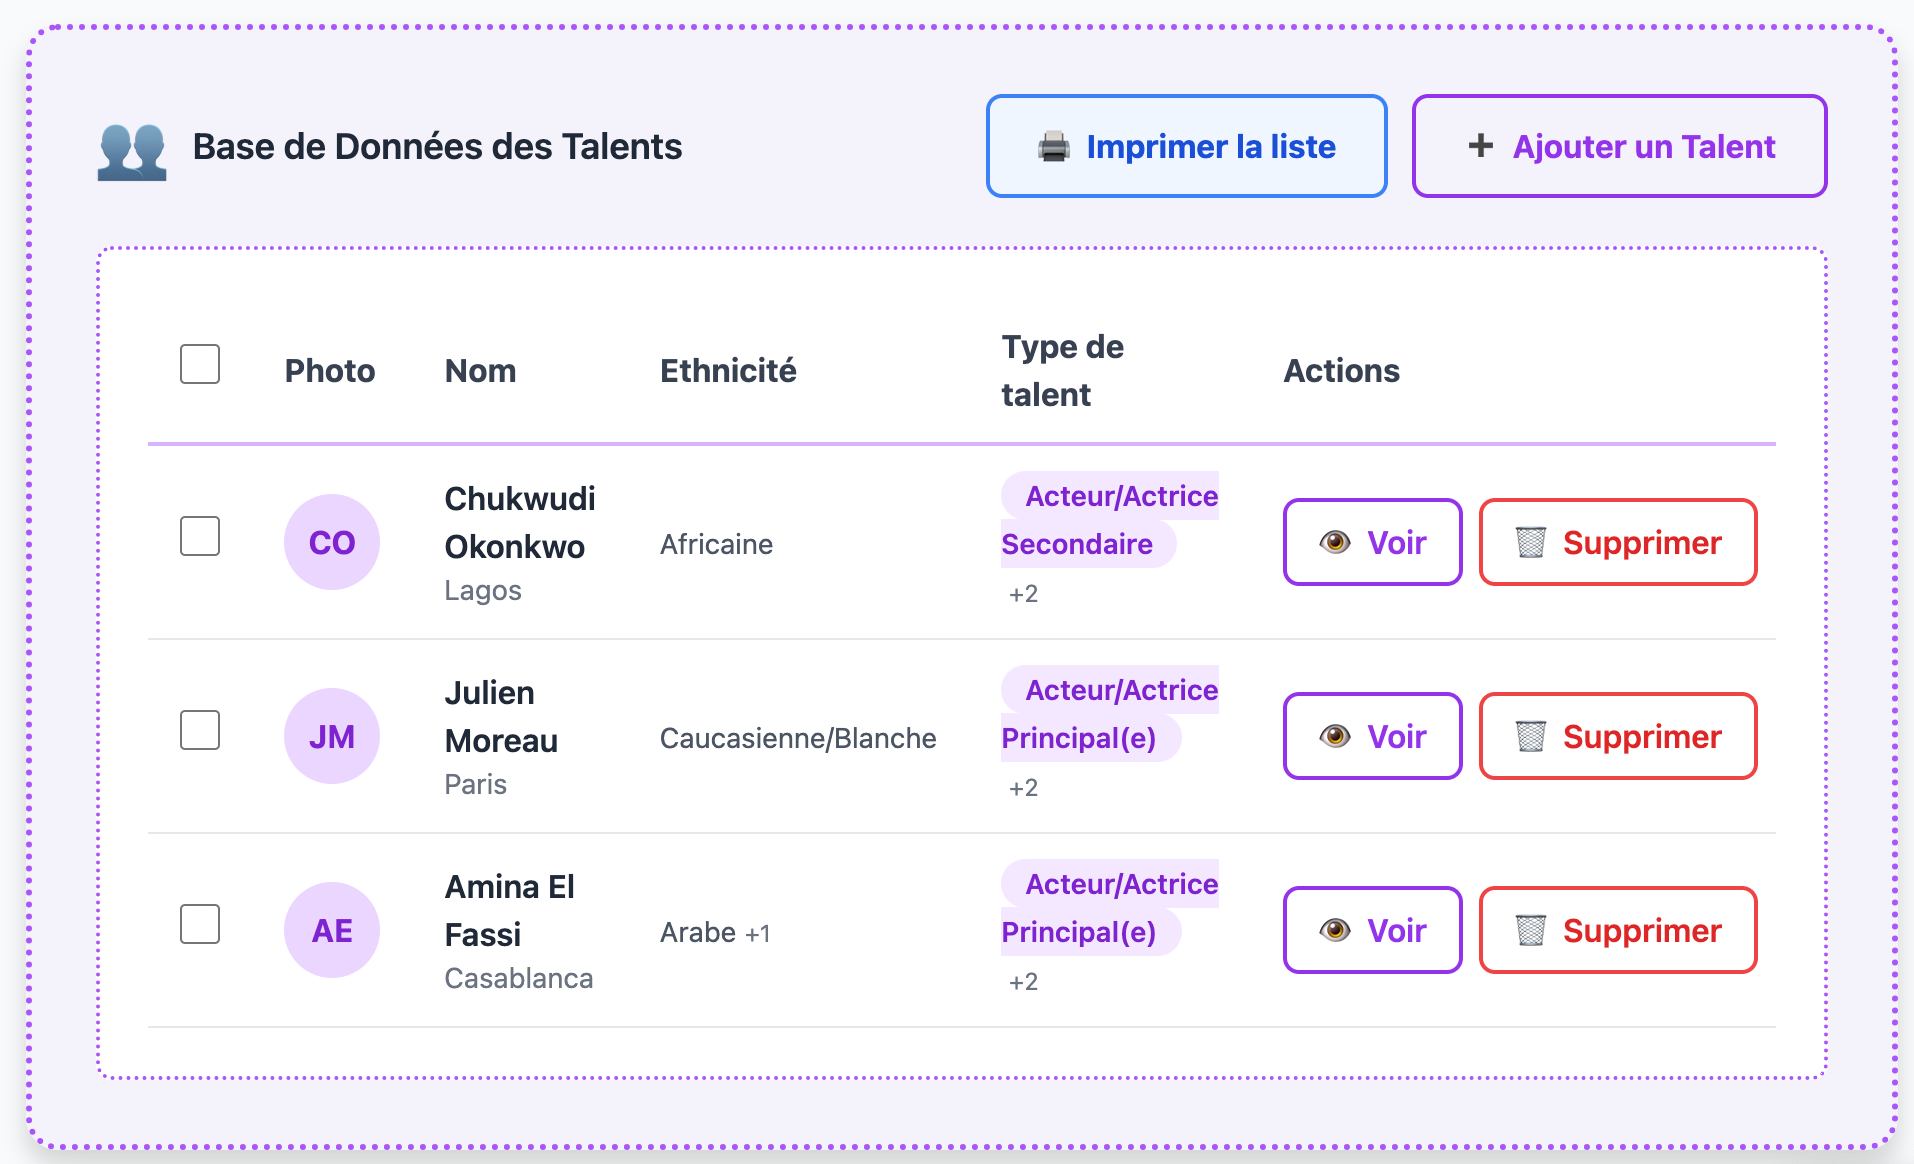 Base de Données des Talents
Imprimer la liste
Ajouter un Talent
Photo
Nom
Ethnicité
Type de
talent
Actions
CO
Chukwudi
Okonkwo
Lagos
Africaine
Acteur/Actrice
Secondaire
+2
Voir
Supprimer
JM
Julien
Moreau
Paris
Caucasienne/Blanche
Acteur/Actrice
Principal(e)
+2
Voir
Supprimer
AE
Amina El
Fassi
Casablanca
Arabe +1
Acteur/Actrice
Principal(e)
+2
Voir
Supprimer